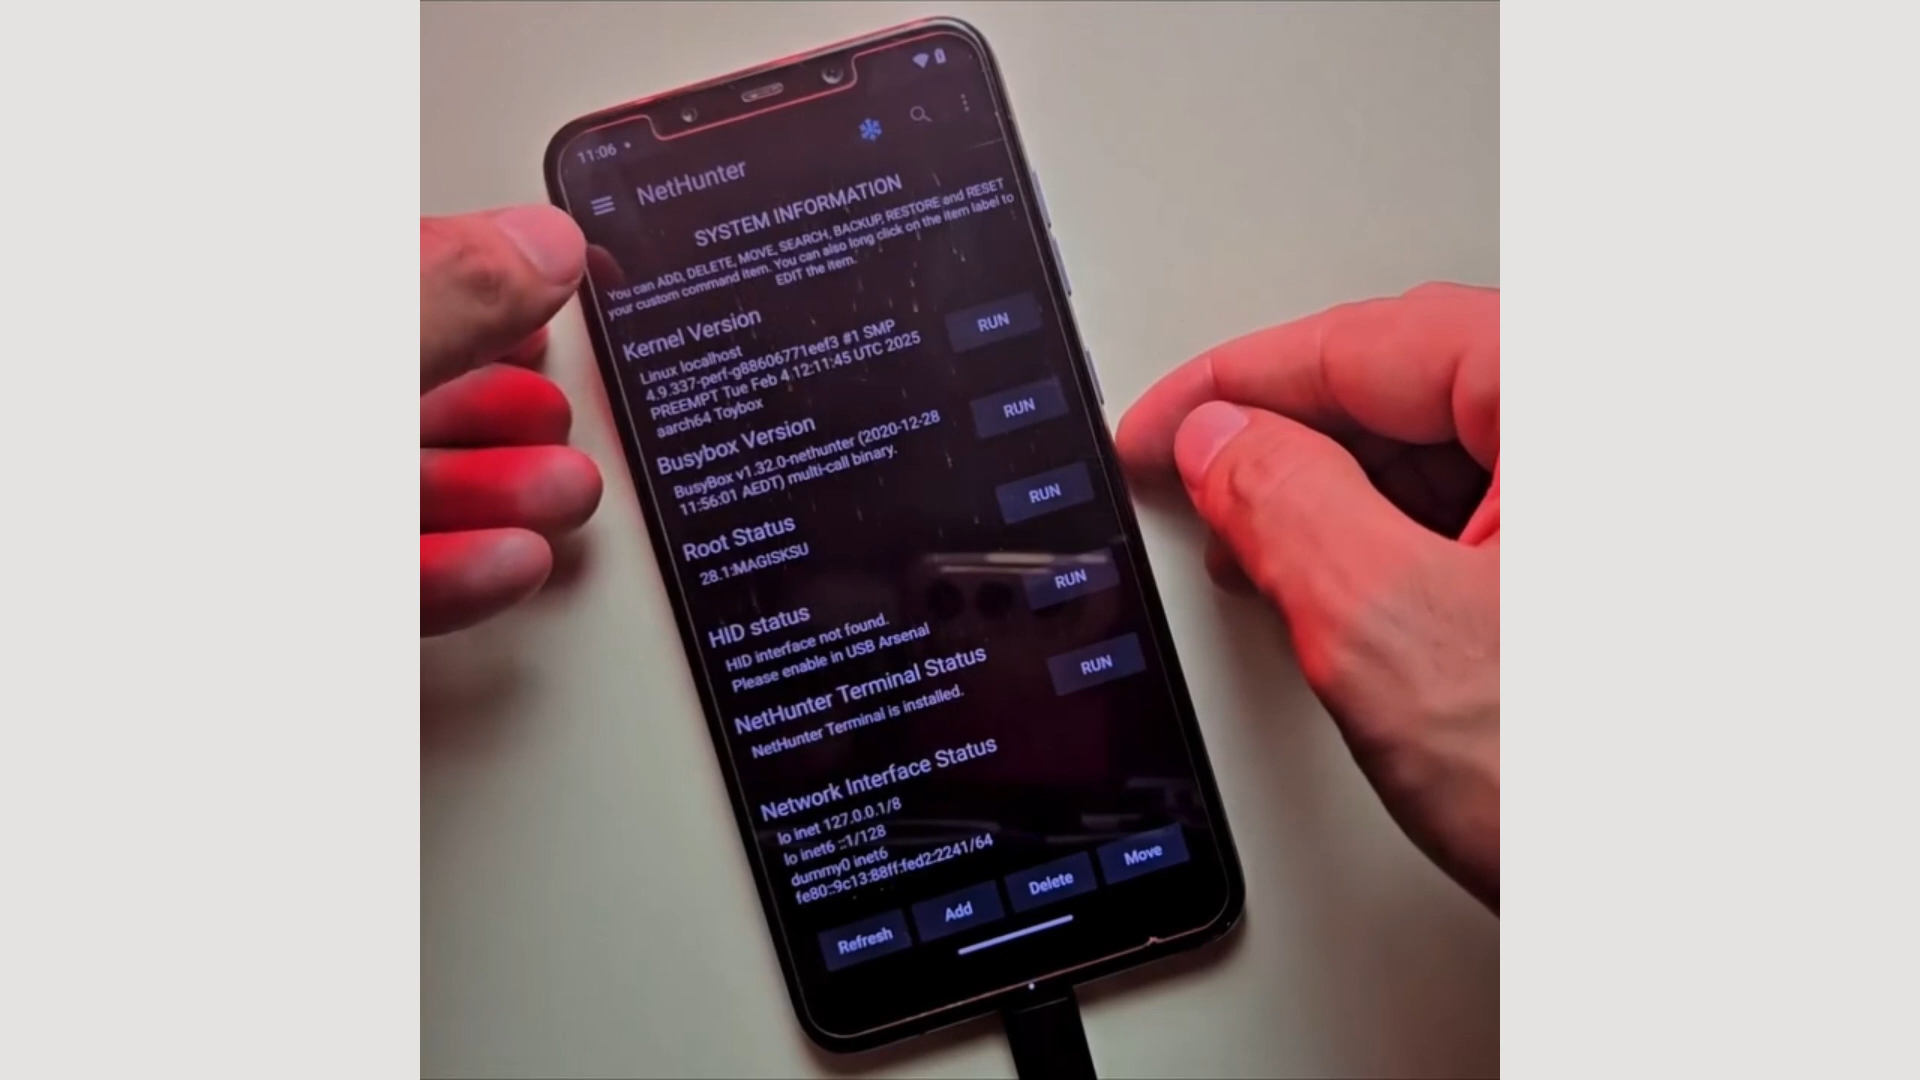 11:06
NetHunter
SYSTEM INFORMATION
You can ADD, DELETE, MOVE, SEARCH, BACKUP, RESTORE and RESET
your custom command item. You can also long click on the item label to
EDIT the item.
Kernel Version
RUN
Linux localhost
4.9.337-perf-g88606771eef3 #1 SMP
PREEMPT Tue Feb 4 12:11:45 UTC 2025
aarch64 Toybox
Busybox Version
RUN
BusyBox v1.32.0-nethunter (2020-12-28
11:56:01 AEDT) multi-call binary.
Root Status
RUN
28.1:MAGISKSU
HID status
RUN
HID interface not found.
Please enable in USB Arsenal
NetHunter Terminal Status
RUN
NetHunter Terminal is installed.
Network Interface Status
lo inet 127.0.0.1/8
lo inet6 ::1/128
dummy0 inet6
fe80::9c13:88ff:fed2:2241/64
Refresh
Add
Delete
Move